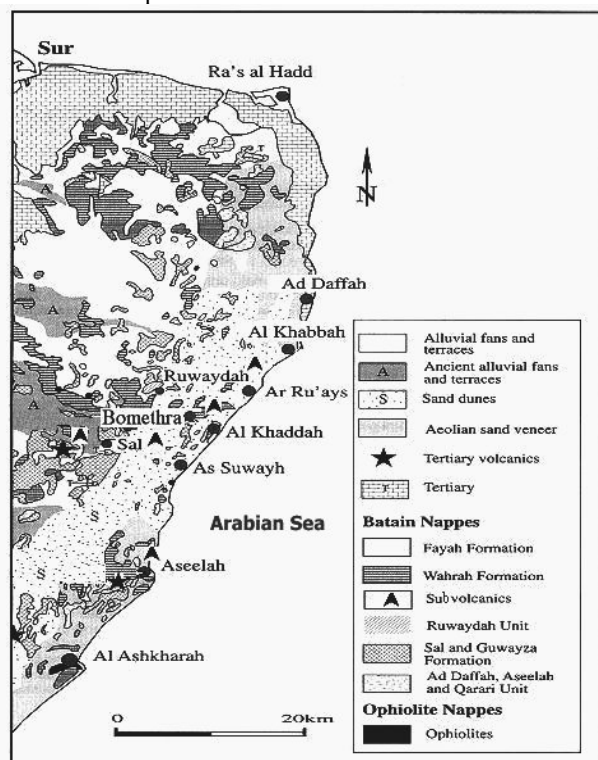 Sur
Ra's al Hadd
N
T
A
Ad Daffah
A
Al Khabbah
Ruwaydah
Ar Ru'ays
A
Bomethra
Al Khaddah
Sal
As Suwayh
S
Arabian Sea
Aseelah
S
Al Ashkharah
0 20km
Alluvial fans and
terraces
A Ancient alluvial fans
and terraces
S Sand dunes
Aeolian sand veneer
Tertiary volcanics
T Tertiary
Batain Nappes
Fayah Formation
Wahrah Formation
Subvolcanics
Ruwaydah Unit
Sal and Guwayza
Formation
Ad Daffah, Aseelah
and Qarari Unit
Ophiolite Nappes
Ophiolites